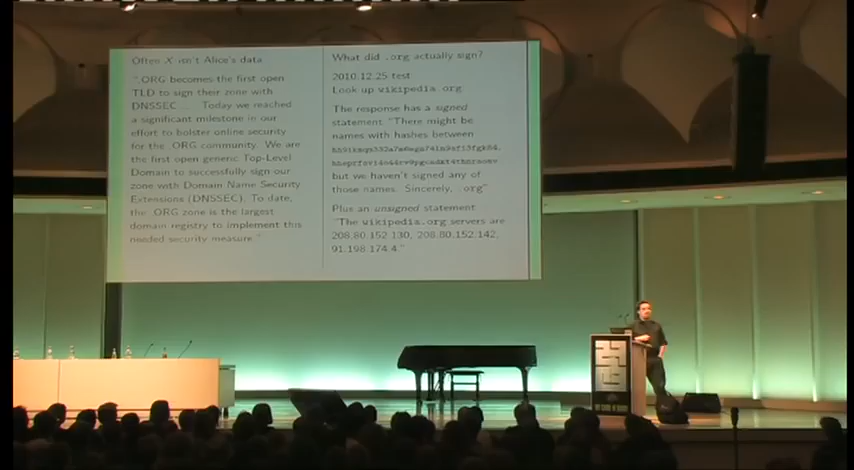 Often X isn't Alice's data
".ORG becomes the first open
TLD to sign their zone with
DNSSEC ... Today we reached
a significant milestone in our
effort to bolster online security
for the .ORG community. We are
the first open generic Top-Level
Domain to successfully sign our
zone with Domain Name Security
Extensions (DNSSEC). To date,
the .ORG zone is the largest
domain registry to implement this
needed security measure."
What did .org actually sign?
2010.12.25 test
Look up wikipedia.org
The response has a signed
statement "There might be
names with hashes between
but we haven't signed any of
those names. Sincerely, .org"
Plus an unsigned statement
"The wikipedia.org servers are
208.80.152.130, 208.80.152.142,
91.198.174.4."